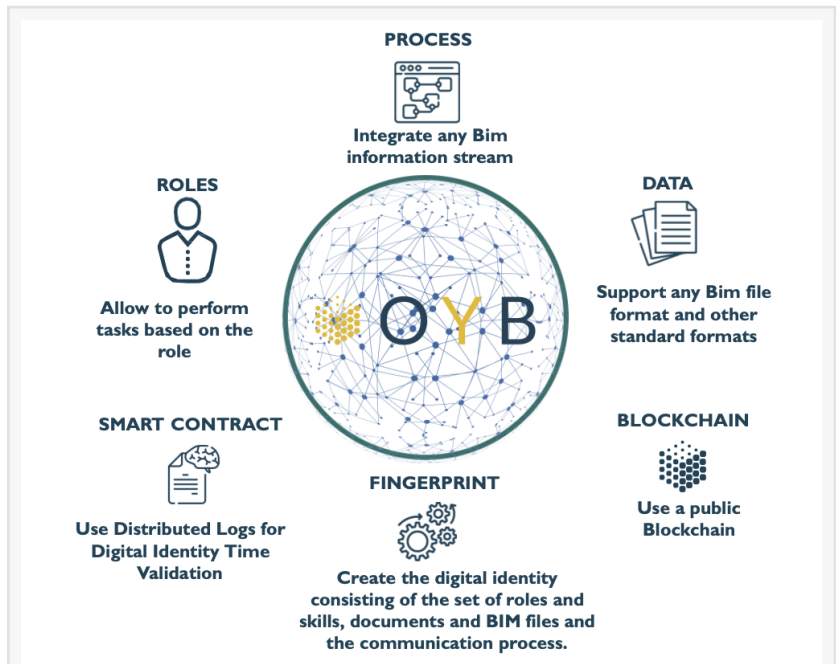 PROCESS
Integrate any Bim
information stream
ROLES
Allow to perform
tasks based on the
role
DATA
Support any Bim file
format and other
standard formats
OYB
SMART CONTRACT
Use Distributed Logs for
Digital Identity Time
Validation
FINGERPRINT
Create the digital identity
consisting of the set of roles and
skills, documents and BIM files and
the communication process.
BLOCKCHAIN
Use a public
Blockchain